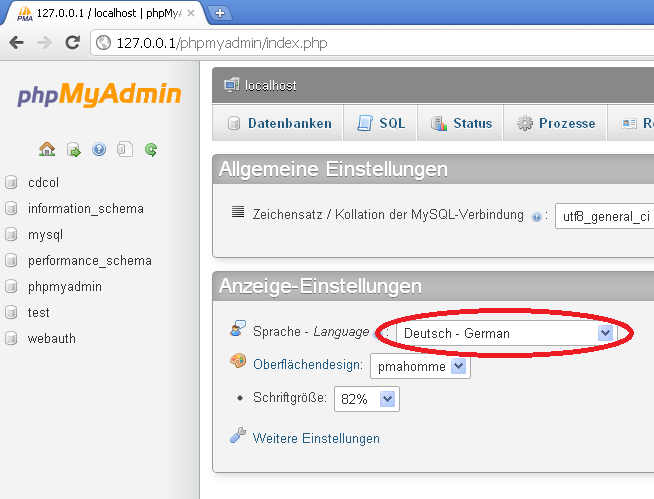 127.0.0.1 / localhost | phpMyA
127.0.0.1/phpmyadmin/index.php
phpMyAdmin
cdcol
information_schema
mysql
performance_schema
phpmyadmin
test
webauth
localhost
Datenbanken SQL Status Prozesse R
Allgemeine Einstellungen
Zeichensatz / Kollation der MySQL-Verbindung : utf8_general_ci
Anzeige-Einstellungen
Sprache - Language : Deutsch - German
Oberflächendesign: pmahomme
Schriftgröße: 82%
Weitere Einstellungen